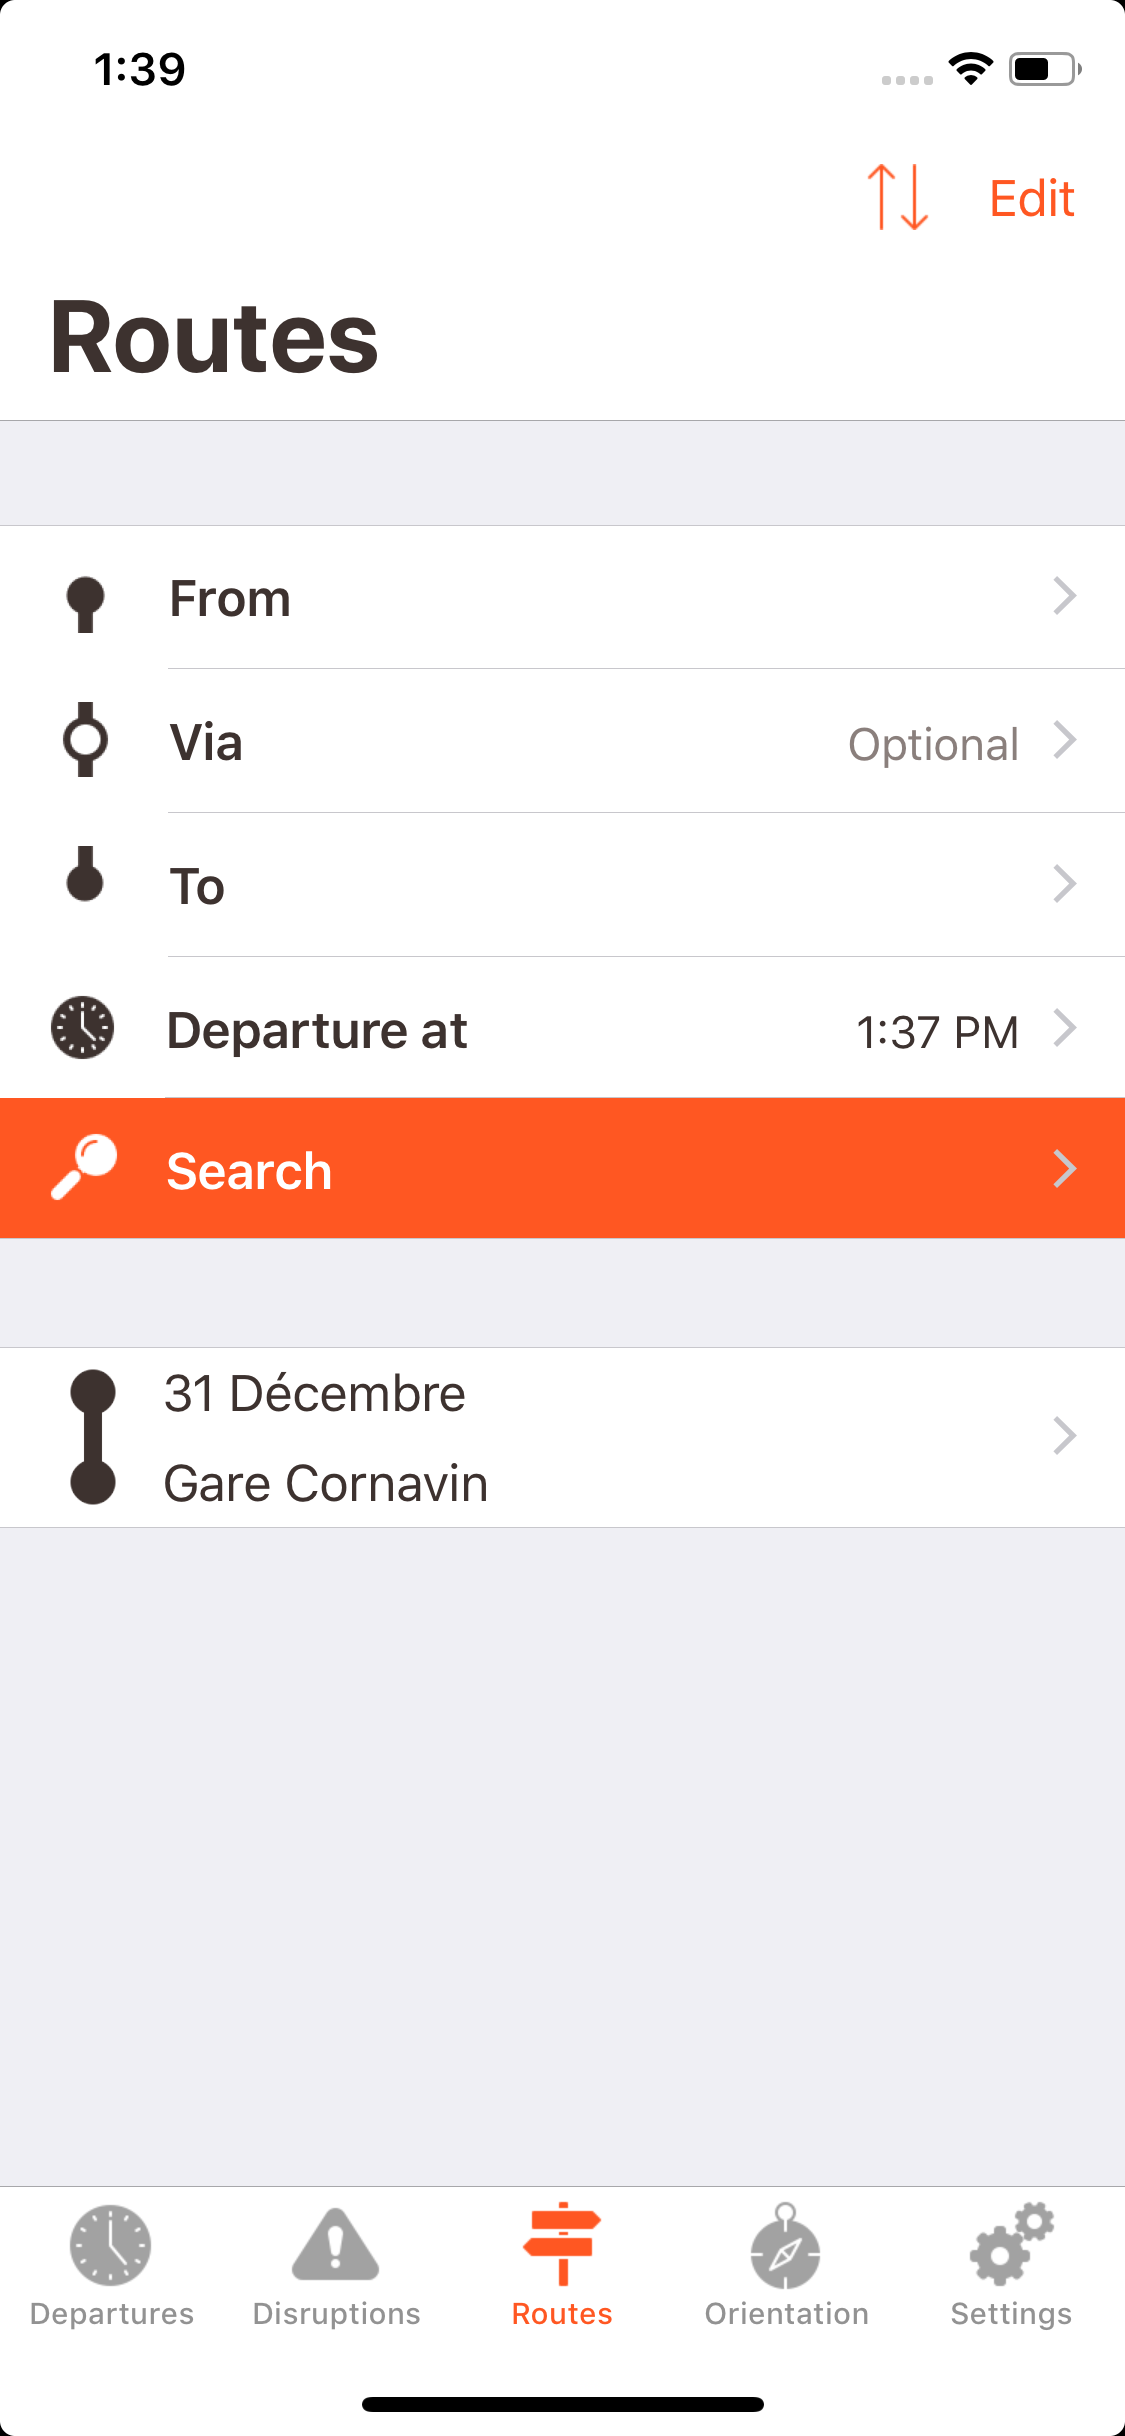 1:39
Edit
Routes
From
Via Optional
To
Departure at 1:37 PM
Search
31 Décembre
Gare Cornavin
Departures Disruptions Routes Orientation Settings